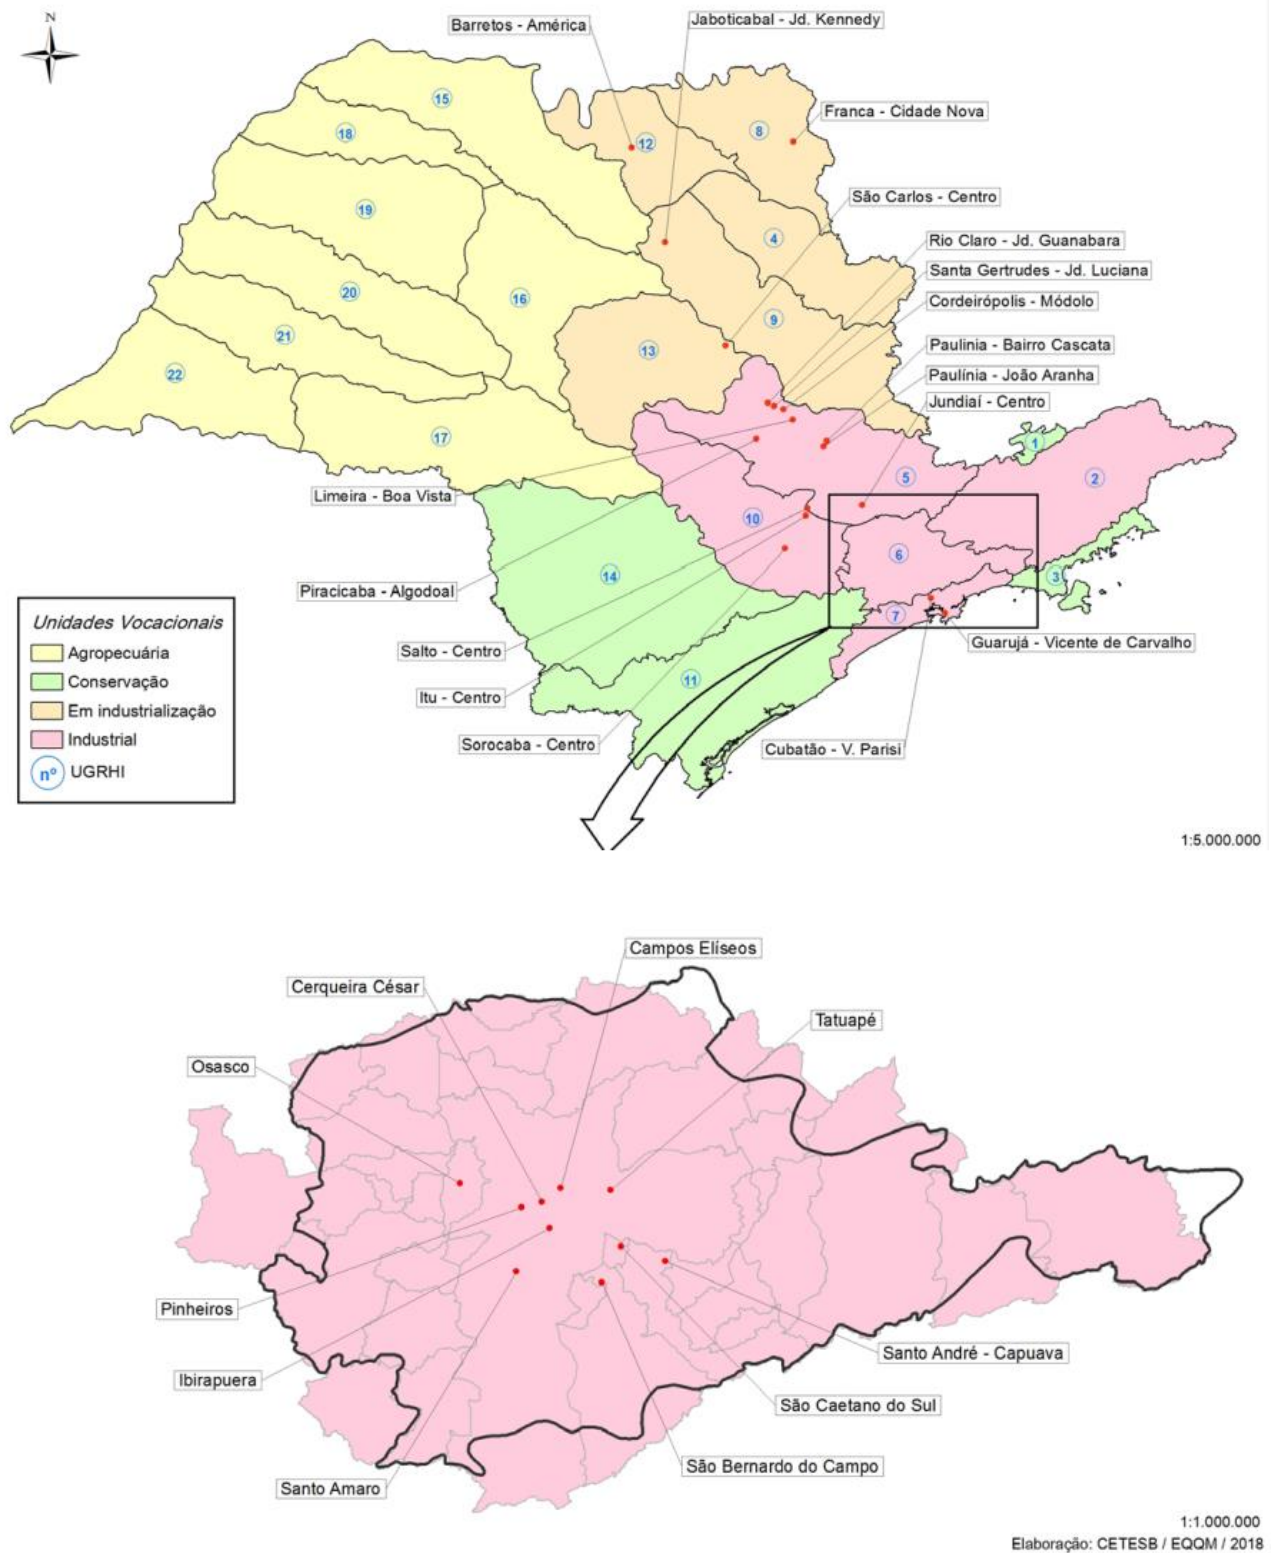 N
Barretos - América
Jaboticabal - Jd. Kennedy
Franca - Cidade Nova
São Carlos - Centro
Rio Claro - Jd. Guanabara
Santa Gertrudes - Jd. Luciana
Cordeirópolis - Módolo
Paulinia - Bairro Cascata
Paulínia - João Aranha
Jundiaí - Centro
15
18
12
8
19
4
20
16
9
21
13
22
17
1
5
2
10
6
14
3
7
11
Limeira - Boa Vista
Piracicaba - Algodoal
Salto - Centro
Itu - Centro
Sorocaba - Centro
Guarujá - Vicente de Carvalho
Cubatão - V. Parisi
Unidades Vocacionais
Agropecuária
Conservação
Em industrialização
Industrial
nº UGRHI
1:5.000.000
Campos Elíseos
Cerqueira César
Tatuapé
Osasco
Pinheiros
Ibirapuera
Santo André - Capuava
São Caetano do Sul
São Bernardo do Campo
Santo Amaro
1:1.000.000
Elaboração: CETESB / EQQM / 2018